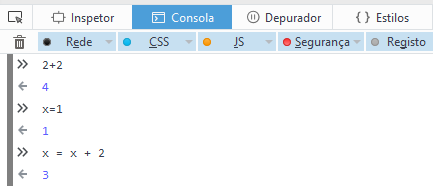 Inspetor Consola Depurador { } Estilos
Rede CSS JS Segurança Registo
» 2+2
← 4
» x=1
← 1
» x = x + 2
← 3